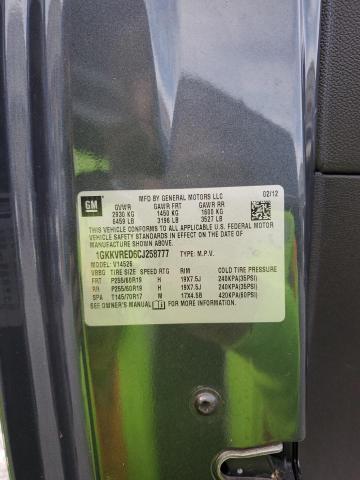 GM
MFD BY GENERAL MOTORS LLC 02/12
GVWR GAWR FRT GAWR RR
2930 KG 1450 KG 1600 KG
6459 LB 3196 LB 3527 LB
THIS VEHICLE CONFORMS TO ALL APPLICABLE U.S. FEDERAL MOTOR
VEHICLE SAFETY AND THEFT PREVENTION STANDARDS IN EFFECT ON
THE DATE OF MANUFACTURE SHOWN ABOVE.
1GKKVRED6CJ258777 TYPE: M.P.V.
MODEL: V14526
VBBG TIRE SIZE SPEED RTG RIM COLD TIRE PRESSURE
FRT P255/60R19 H 19X7.5J 240KPA(35PSI)
RR P255/60R19 H 19X7.5J 240KPA(35PSI)
SPA T145/70R17 M 17X4.5B 420KPA(60PSI)
SEE OWNER'S MANUAL FOR MORE INFORMATION.